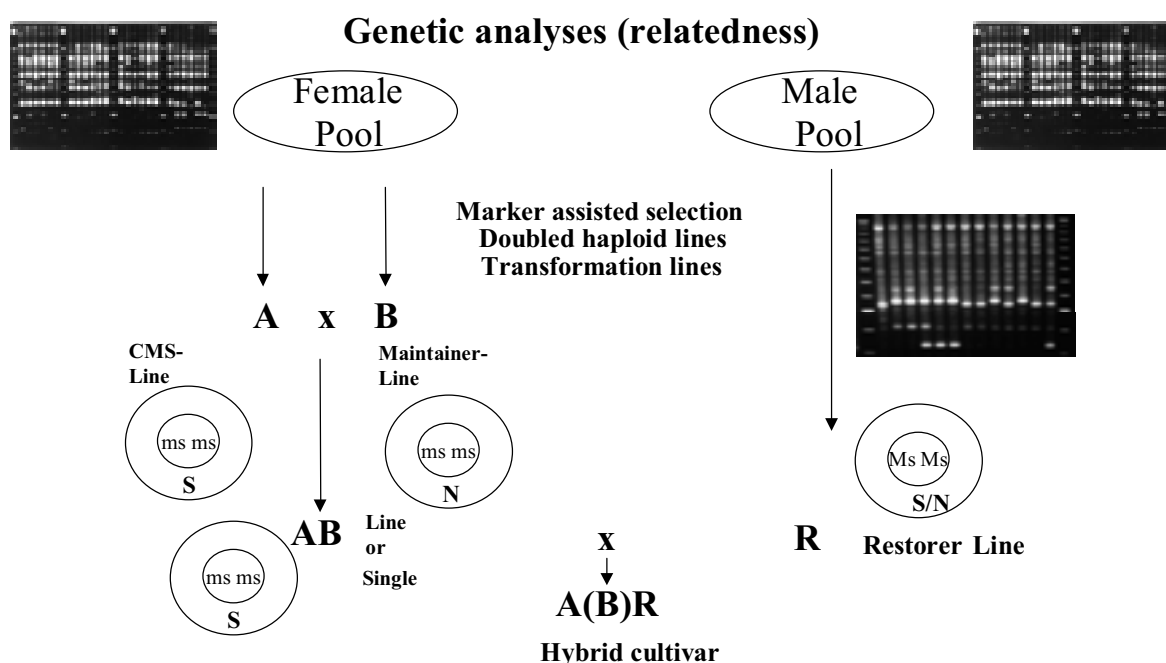 Genetic analyses (relatedness)
Female
Pool
Male
Pool
Marker assisted selection
Doubled haploid lines
Transformation lines
A x B
CMS-
Line
Maintainer-
Line
ms ms
S
ms ms
N
Ms Ms
S/N
AB
Line
or
Single
ms ms
S
x
R
Restorer Line
A(B)R
Hybrid cultivar